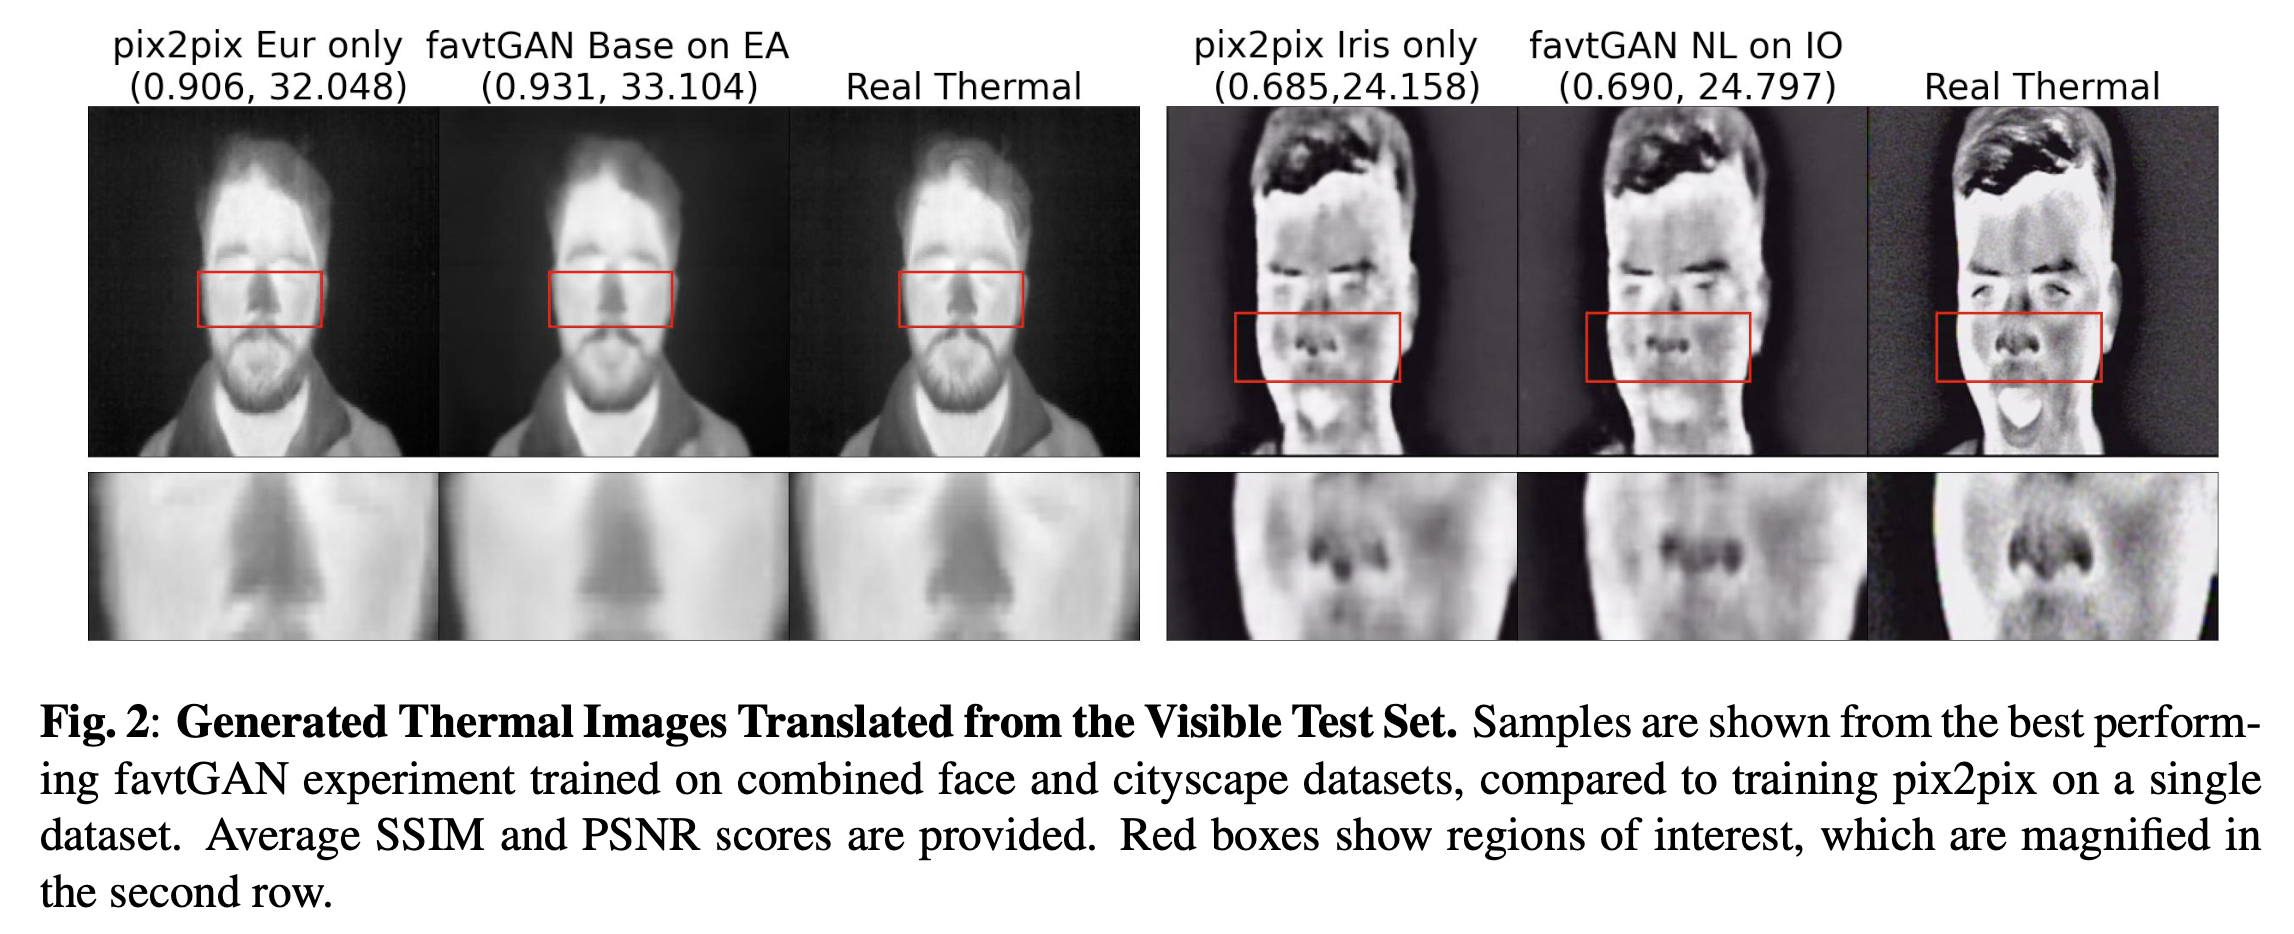 pix2pix Eur only favtGAN Base on EA
(0.906, 32.048) (0.931, 33.104) Real Thermal
pix2pix Iris only favtGAN NL on IO
(0.685,24.158) (0.690, 24.797) Real Thermal
Fig. 2: Generated Thermal Images Translated from the Visible Test Set. Samples are shown from the best perform-
ing favtGAN experiment trained on combined face and cityscape datasets, compared to training pix2pix on a single
dataset. Average SSIM and PSNR scores are provided. Red boxes show regions of interest, which are magnified in
the second row.